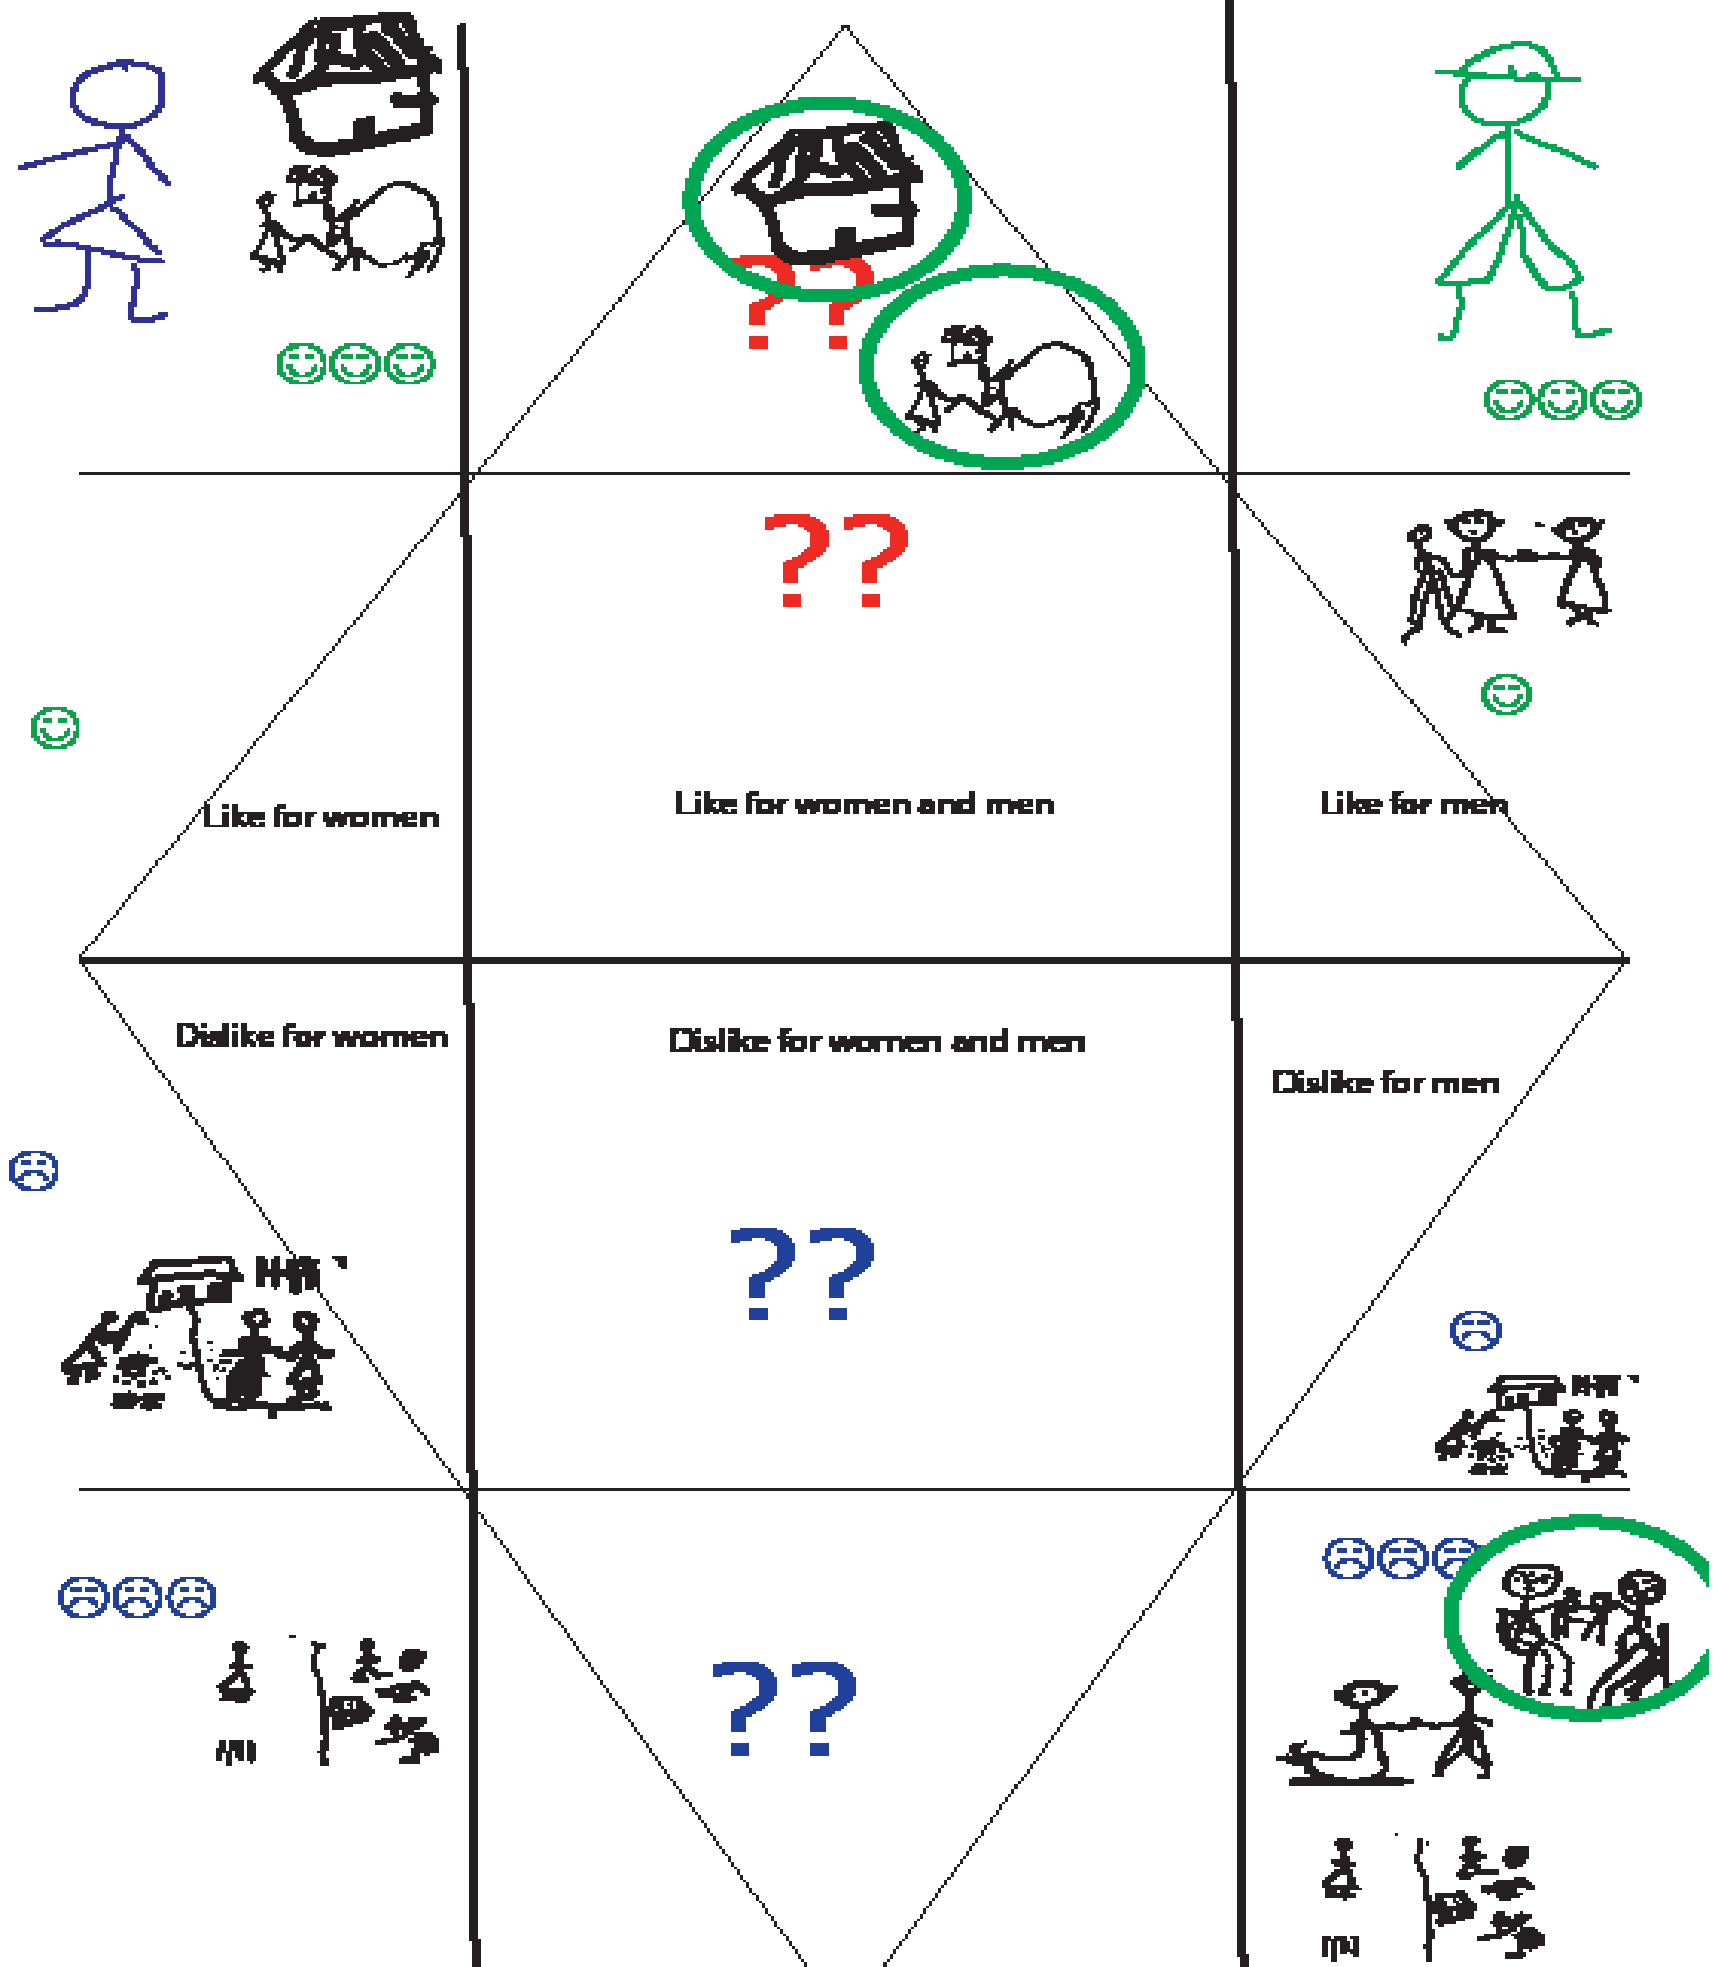 ??
??
Like for women
Like for women and men
Like for men
Dislike for women
Dislike for women and men
Dislike for men
??
??